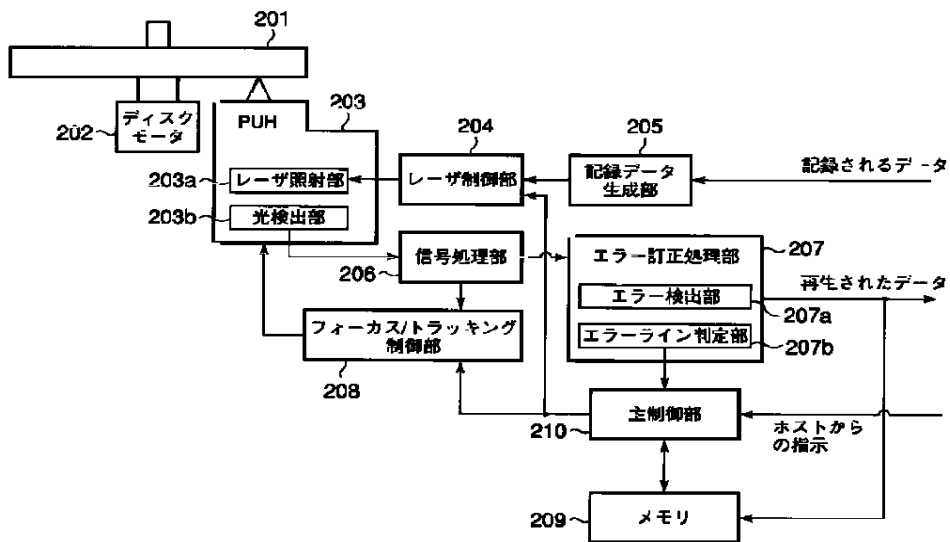 201
ディスク
モータ
202
PUH
203
203a
レーザ照射部
203b
光検出部
204
レーザ制御部
205
記録データ
生成部
記録されるデータ
信号処理部
206
エラー訂正処理部
207
エラー検出部
207a
エラーライン判定部
207b
再生されたデータ
フォーカス/トラッキング
制御部
208
主制御部
210
ホストから
の指示
メモリ
209